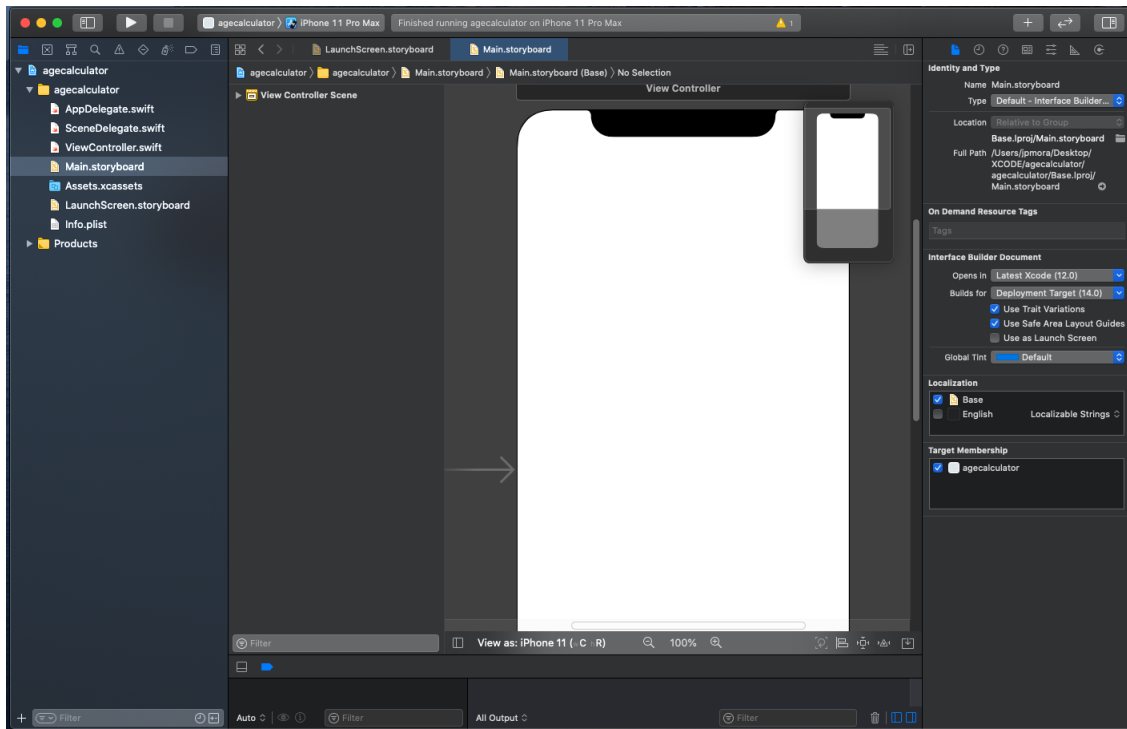 agecalculator
iPhone 11 Pro Max
Finished running agecalculator on iPhone 11 Pro Max
1
agecalculator
agecalculator
AppDelegate.swift
SceneDelegate.swift
ViewController.swift
Main.storyboard
Assets.xcassets
LaunchScreen.storyboard
Info.plist
Products
Filter
LaunchScreen.storyboard
Main.storyboard
agecalculator
agecalculator
Main.storyboard
Main.storyboard (Base)
No Selection
View Controller Scene
Filter
View Controller
View as: iPhone 11 (wC hR)
100%
Auto
Filter
All Output
Filter
Identity and Type
Name Main.storyboard
Type Default - Interface Builder...
Location Relative to Group
Base.lproj/Main.storyboard
Full Path /Users/jpmora/Desktop/
XCODE/agecalculator/
agecalculator/Base.lproj/
Main.storyboard
On Demand Resource Tags
Tags
Interface Builder Document
Opens in Latest Xcode (12.0)
Builds for Deployment Target (14.0)
Use Trait Variations
Use Safe Area Layout Guides
Use as Launch Screen
Global Tint Default
Localization
Base
English Localizable Strings
Target Membership
agecalculator